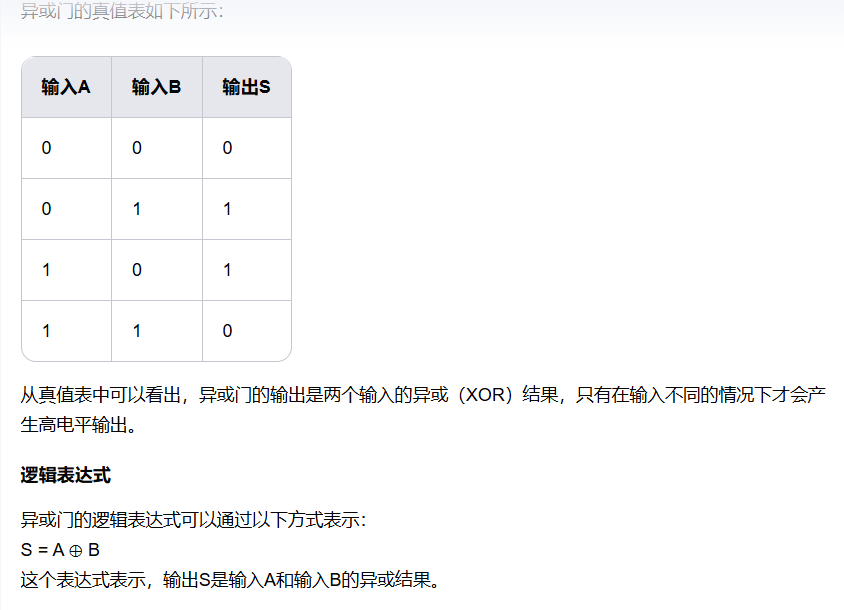 异或门的真值表如下所示：
输入A 输入B 输出S
0 0 0
0 1 1
1 0 1
1 1 0
从真值表中可以看出，异或门的输出是两个输入的异或（XOR）结果，只有在输入不同的情况下才会产
生高电平输出。
逻辑表达式
异或门的逻辑表达式可以通过以下方式表示：
S = A ⊕ B
这个表达式表示，输出S是输入A和输入B的异或结果。